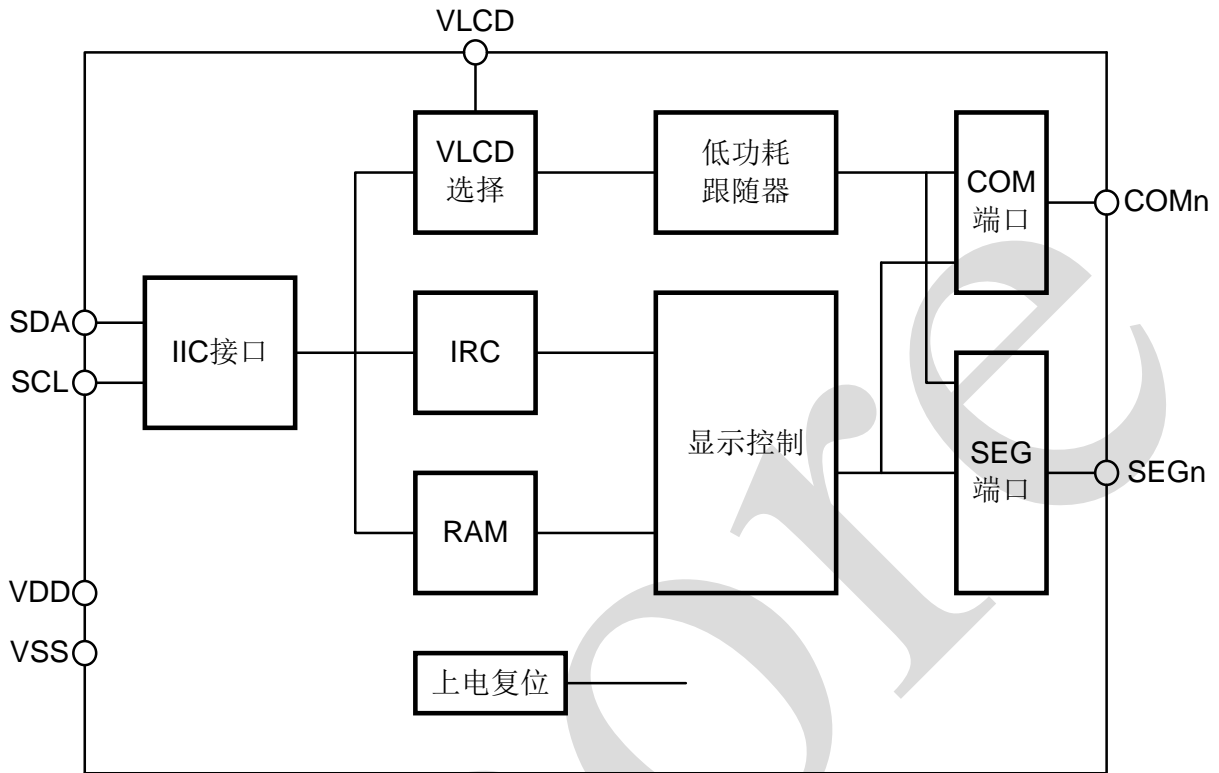 VLCD
VLCD
选择
低功耗
跟随器
COM
端口
COMn
SDA
SCL
IIC接口
IRC
显示控制
SEG
端口
SEGn
RAM
VDD
VSS
上电复位
ore